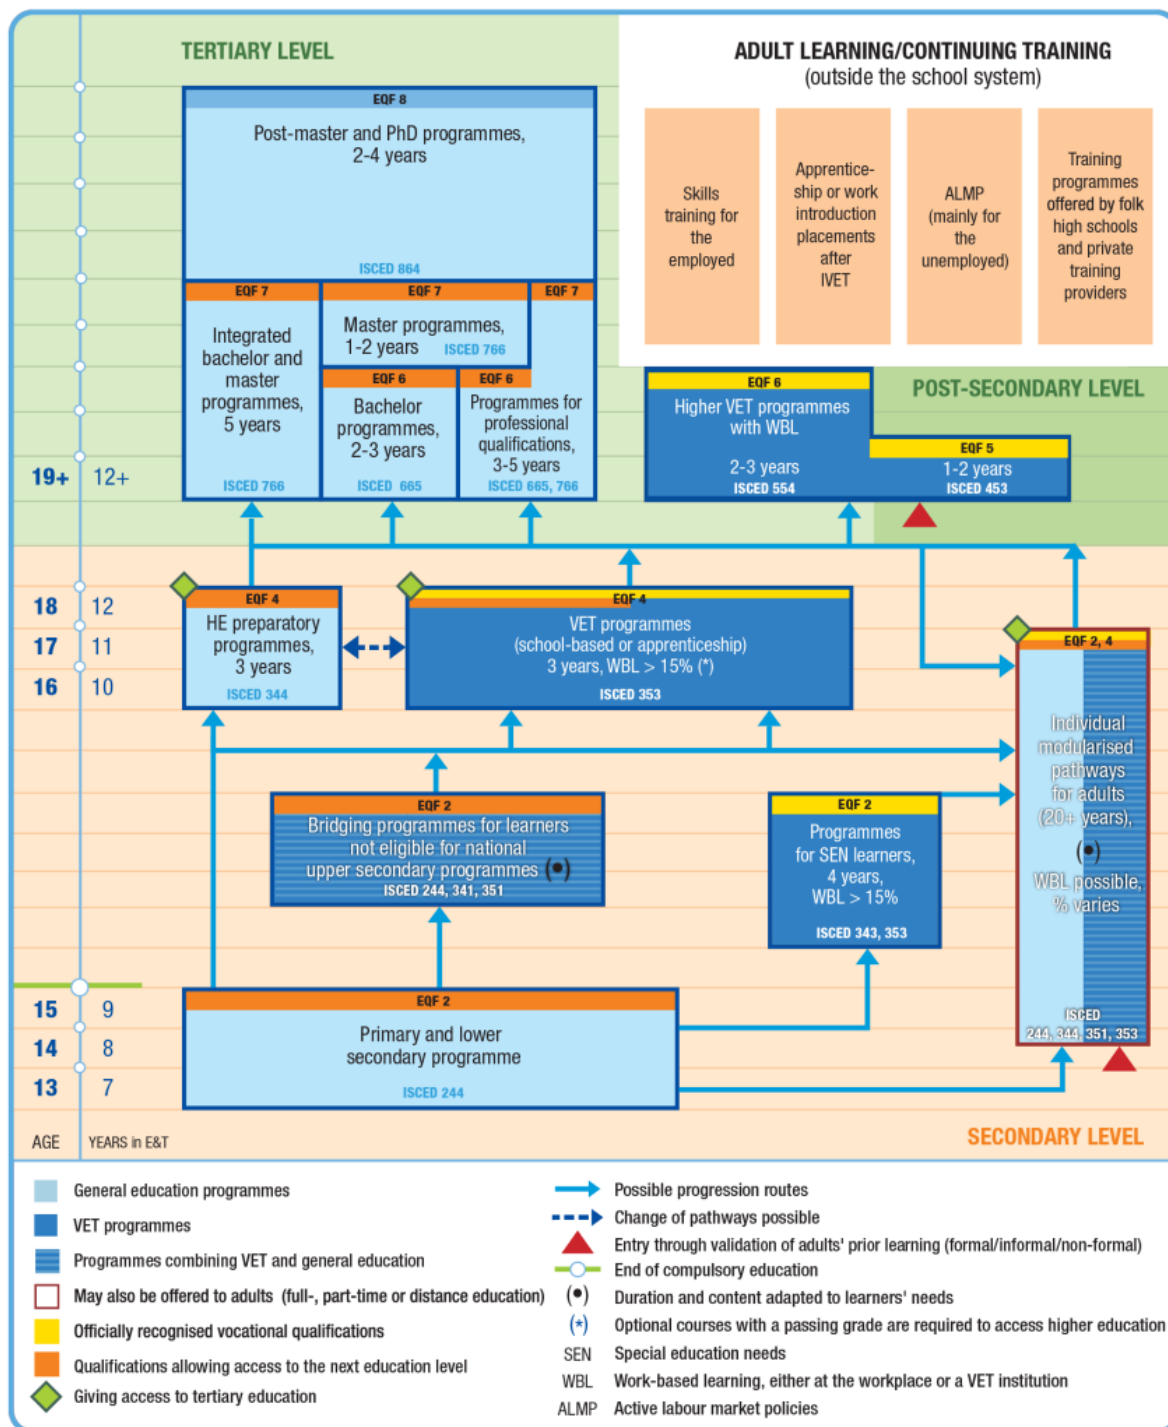 TERTIARY LEVEL
ADULT LEARNING/CONTINUING TRAINING
(outside the school system)
EQF 8
Post-master and PhD programmes,
2-4 years
ISCED 864
Skills
training for
the
employed
Apprentice-
ship or work
introduction
placements
after
IVET
ALMP
(mainly for
the
unemployed)
Training
programmes
offered by folk
high schools
and private
training
providers
EQF 7
Integrated
bachelor and
master
programmes,
5 years
ISCED 766
EQF 7
Master programmes,
1-2 years ISCED 766
EQF 7
EQF 6
Bachelor
programmes,
2-3 years
ISCED 665
EQF 6
Programmes for
professional
qualifications,
3-5 years
ISCED 665, 766
EQF 6
Higher VET programmes
with WBL
2-3 years
ISCED 554
POST-SECONDARY LEVEL
EQF 5
1-2 years
ISCED 453
19+ 12+
18 12
17 11
16 10
EQF 4
HE preparatory
programmes,
3 years
ISCED 344
EQF 4
VET programmes
(school-based or apprenticeship)
3 years, WBL > 15% (*)
ISCED 353
EQF 2, 4
Individual
modularised
pathways
for adults
(20+ years),
(•)
WBL possible,
% varies
ISCED
244, 344, 351, 353
EQF 2
Bridging programmes for learners
not eligible for national
upper secondary programmes (•)
ISCED 244, 341, 351
EQF 2
Programmes
for SEN learners,
4 years,
WBL > 15%
ISCED 343, 353
15 9
14 8
13 7
EQF 2
Primary and lower
secondary programme
ISCED 244
AGE YEARS in E&T
SECONDARY LEVEL
General education programmes
VET programmes
Programmes combining VET and general education
May also be offered to adults (full-, part-time or distance education)
Officially recognised vocational qualifications
Qualifications allowing access to the next education level
Giving access to tertiary education
Possible progression routes
Change of pathways possible
Entry through validation of adults' prior learning (formal/informal/non-formal)
End of compulsory education
(•) Duration and content adapted to learners' needs
(*) Optional courses with a passing grade are required to access higher education
SEN Special education needs
WBL Work-based learning, either at the workplace or a VET institution
ALMP Active labour market policies